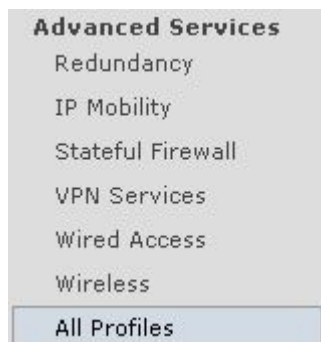 Advanced Services
Redundancy
IP Mobility
Stateful Firewall
VPN Services
Wired Access
Wireless
All Profiles